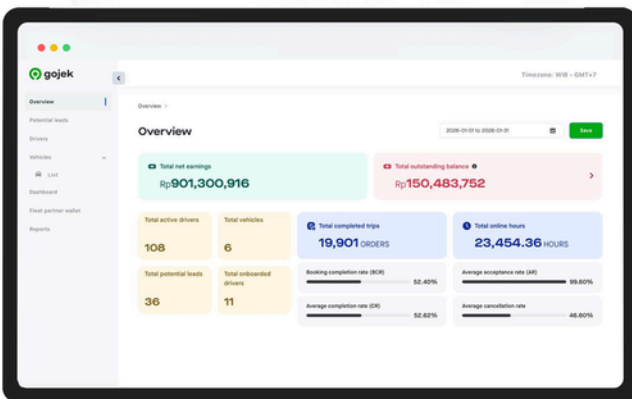 gojek
Timezone: WIB - GMT+7
Overview
Potential leads
Drivers
Vehicles
List
Dashboard
Fleet partner wallet
Reports
Overview >
Overview
2026-01-01 to 2026-01-31
Save
Total net earnings
Rp901,300,916
Total outstanding balance
Rp150,483,752
Total active drivers
108
Total vehicles
6
Total completed trips
19,901 ORDERS
Total online hours
23,454.36 HOURS
Total potential leads
36
Total onboarded
drivers
11
Booking completion rate (BCR)
52.40%
Average acceptance rate (AR)
99.60%
Average completion rate (CR)
52.62%
Average cancellation rate
46.60%